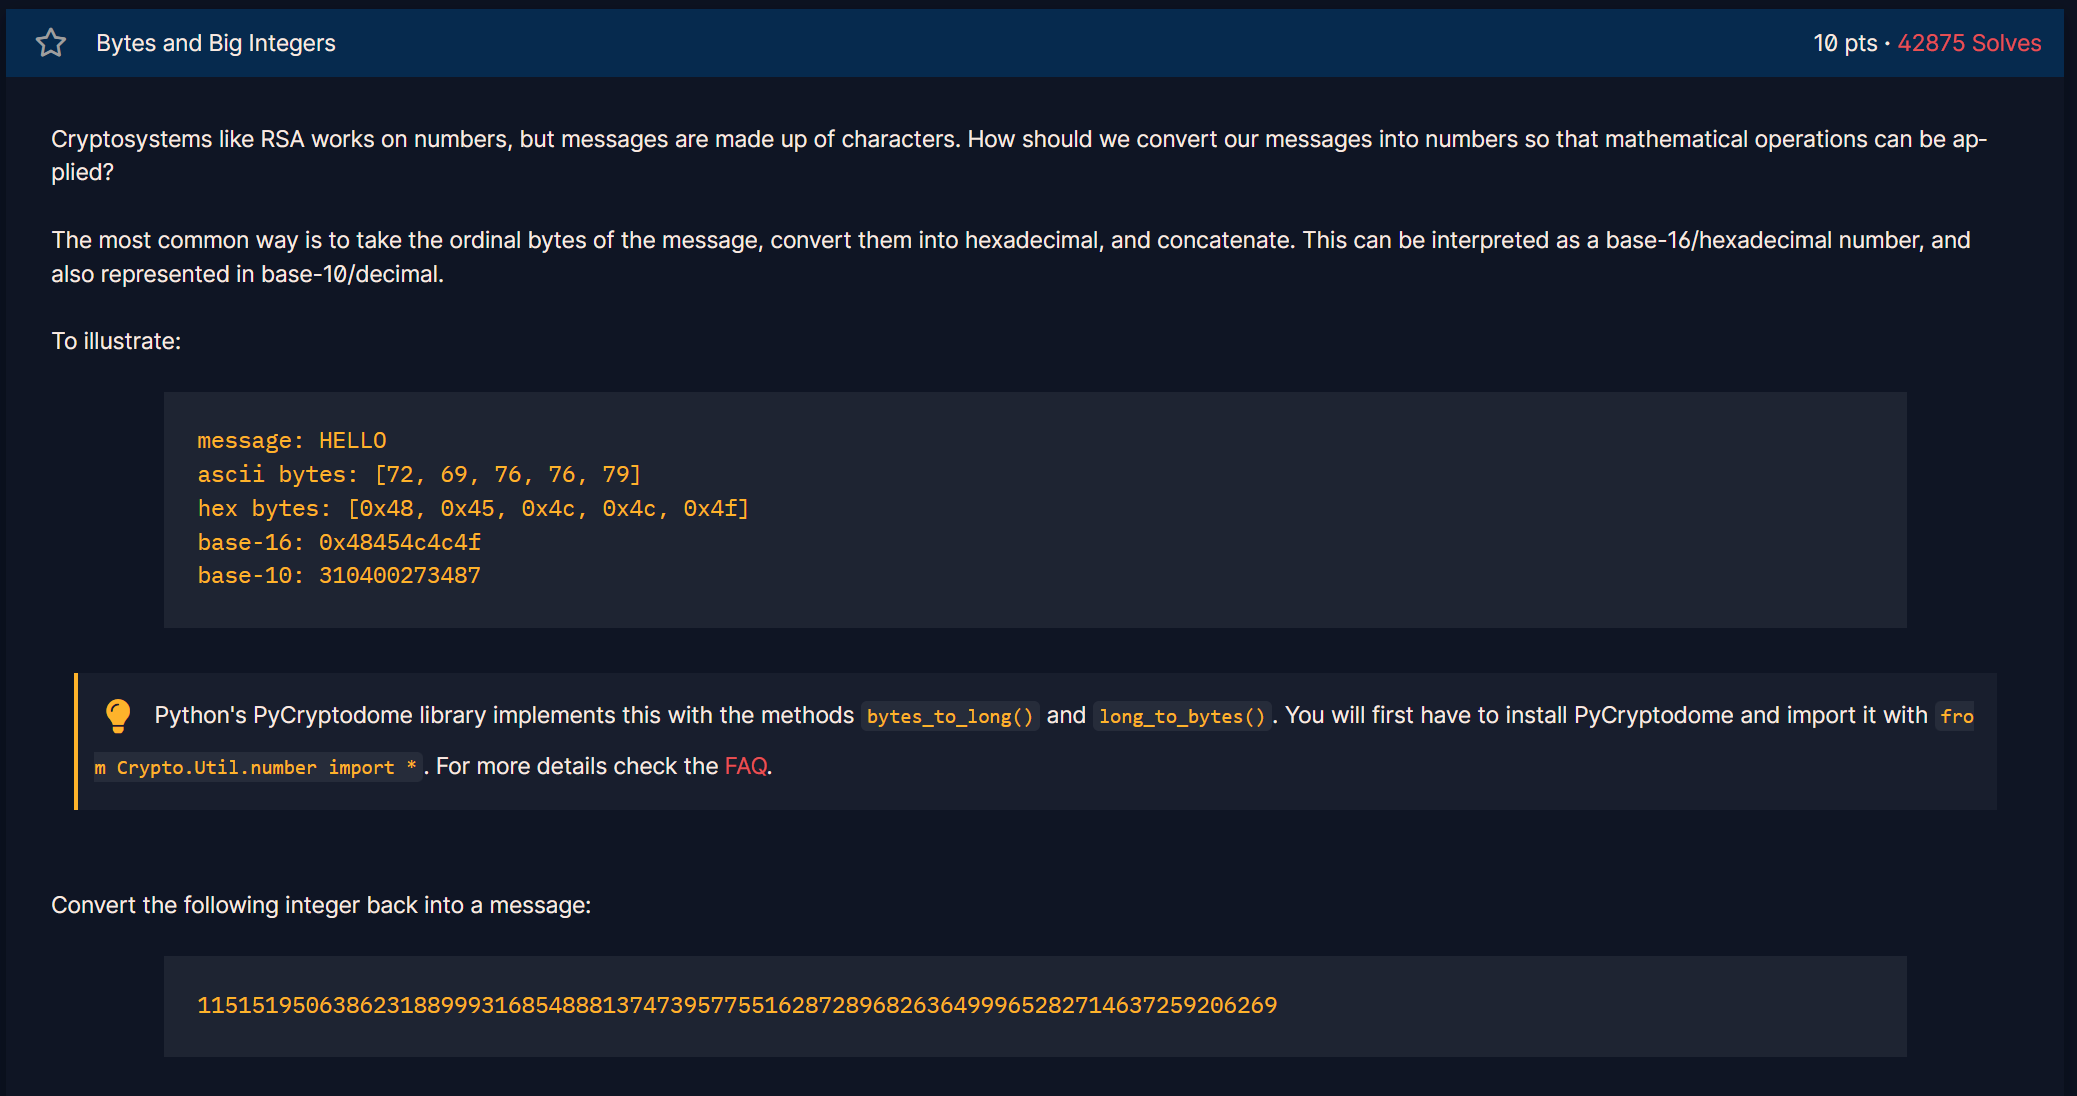 Bytes and Big Integers
10 pts · 42875 Solves
Cryptosystems like RSA works on numbers, but messages are made up of characters. How should we convert our messages into numbers so that mathematical operations can be ap-
plied?
The most common way is to take the ordinal bytes of the message, convert them into hexadecimal, and concatenate. This can be interpreted as a base-16/hexadecimal number, and
also represented in base-10/decimal.
To illustrate:
message: HELLO
ascii bytes: [72, 69, 76, 76, 79]
hex bytes: [0x48, 0x45, 0x4c, 0x4c, 0x4f]
base-16: 0x48454c4c4f
base-10: 310400273487
Python's PyCryptodome library implements this with the methods bytes_to_long() and long_to_bytes(). You will first have to install PyCryptodome and import it with fro
m Crypto.Util.number import *. For more details check the FAQ.
Convert the following integer back into a message:
11515195063862318899931685488813747395775516287289682636499965282714637259206269